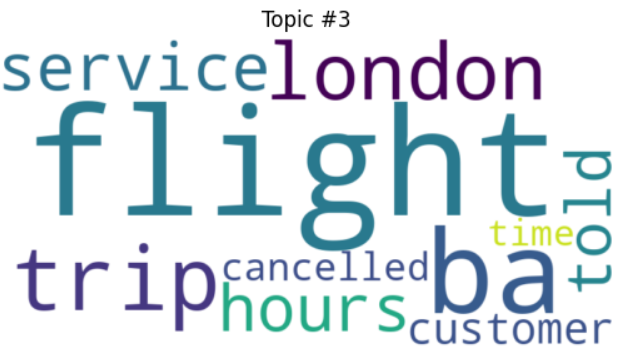 Topic #3
service london
flight
told
time
trip cancelled ba
hours
customer